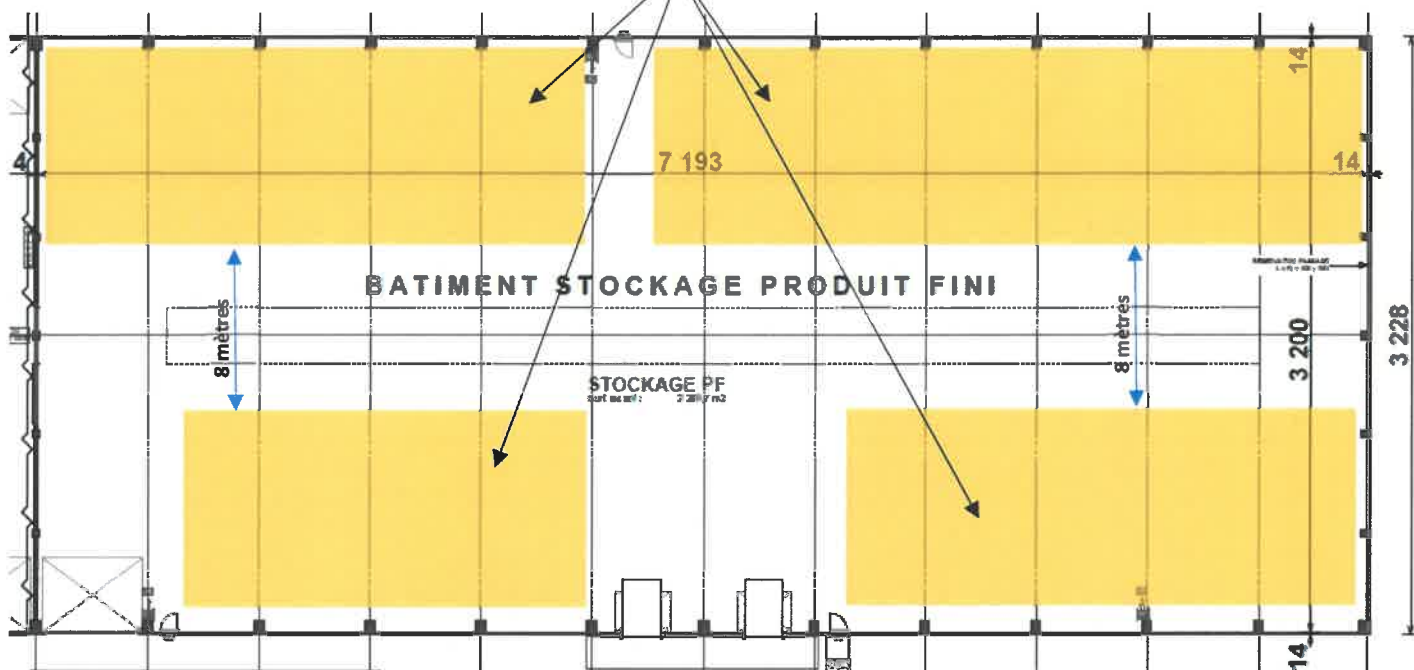 14
4
7 193
14
BATIMENT STOCKAGE PRODUIT FINI
8 mètres
8 mètres
3 200
3 228
STOCKAGE PF
14